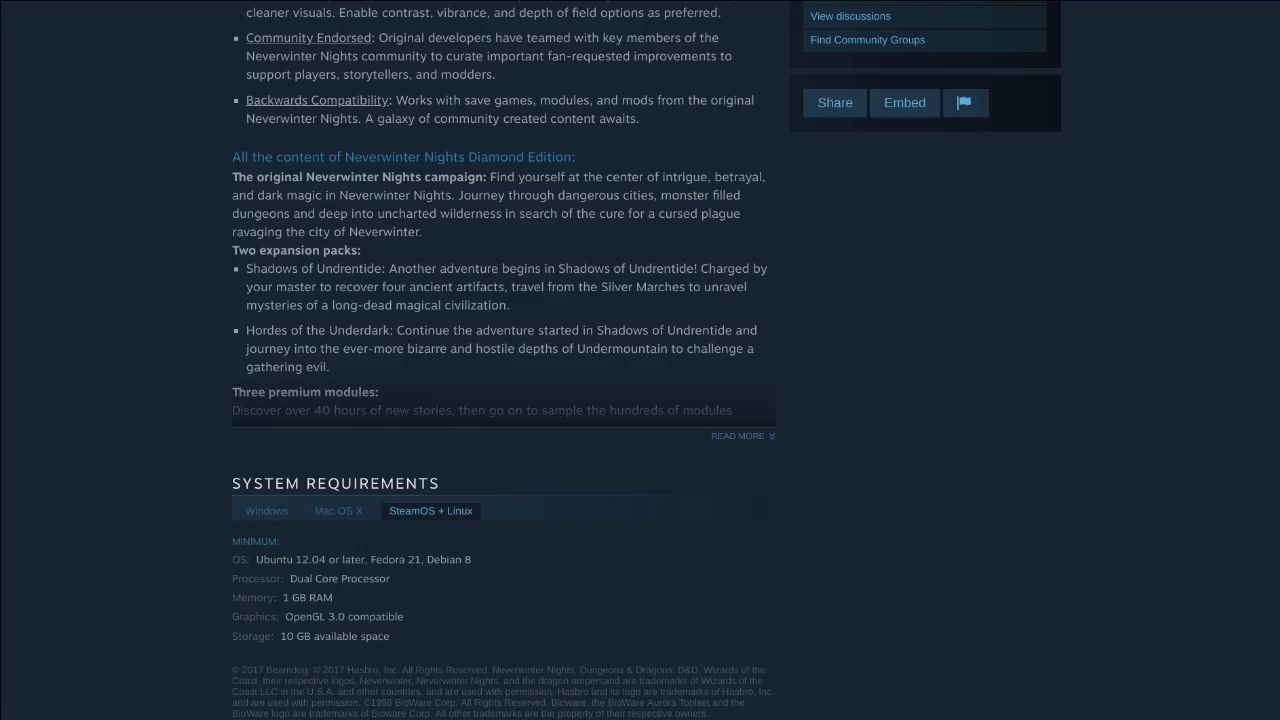 cleaner visuals. Enable contrast, vibrance, and depth of field options as preferred.
Community Endorsed: Original developers have teamed with key members of the
Neverwinter Nights community to curate important fan-requested improvements to
support players, storytellers, and modders.
Backwards Compatibility: Works with save games, modules, and mods from the original
Neverwinter Nights. A galaxy of community created content awaits.
All the content of Neverwinter Nights Diamond Edition:
The original Neverwinter Nights campaign: Find yourself at the center of intrigue, betrayal,
and dark magic in Neverwinter Nights. Journey through dangerous cities, monster filled
dungeons and deep into uncharted wilderness in search of the cure for a cursed plague
ravaging the city of Neverwinter.
Two expansion packs:
Shadows of Undrentide: Another adventure begins in Shadows of Undrentide! Charged by
your master to recover four ancient artifacts, travel from the Silver Marches to unravel
mysteries of a long-dead magical civilization.
Hordes of the Underdark: Continue the adventure started in Shadows of Undrentide and
journey into the ever-more bizarre and hostile depths of Undermountain to challenge a
gathering evil.
Three premium modules:
Discover over 40 hours of new stories, then go on to sample the hundreds of modules
READ MORE
SYSTEM REQUIREMENTS
Windows Mac OS X SteamOS + Linux
MINIMUM:
OS: Ubuntu 12.04 or later, Fedora 21, Debian 8
Processor: Dual Core Processor
Memory: 1 GB RAM
Graphics: OpenGL 3.0 compatible
Storage: 10 GB available space
© 2017 Beamdog. © 2017 Hasbro, Inc. All Rights Reserved. Neverwinter Nights, Dungeons & Dragons, D&D, Wizards of the
Coast, their respective logos, Neverwinter, Neverwinter Nights, and the dragon ampersand are trademarks of Wizards of the
Coast LLC in the U.S.A. and other countries, and are used with permission. Hasbro and its logo are trademarks of Hasbro, Inc.
and are used with permission. ©1998 BioWare Corp. All Rights Reserved. Bioware, the BioWare Aurora Toolset and the
BioWare logo are trademarks of Bioware Corp. All other trademarks are the property of their respective owners.
View discussions
Find Community Groups
Share Embed